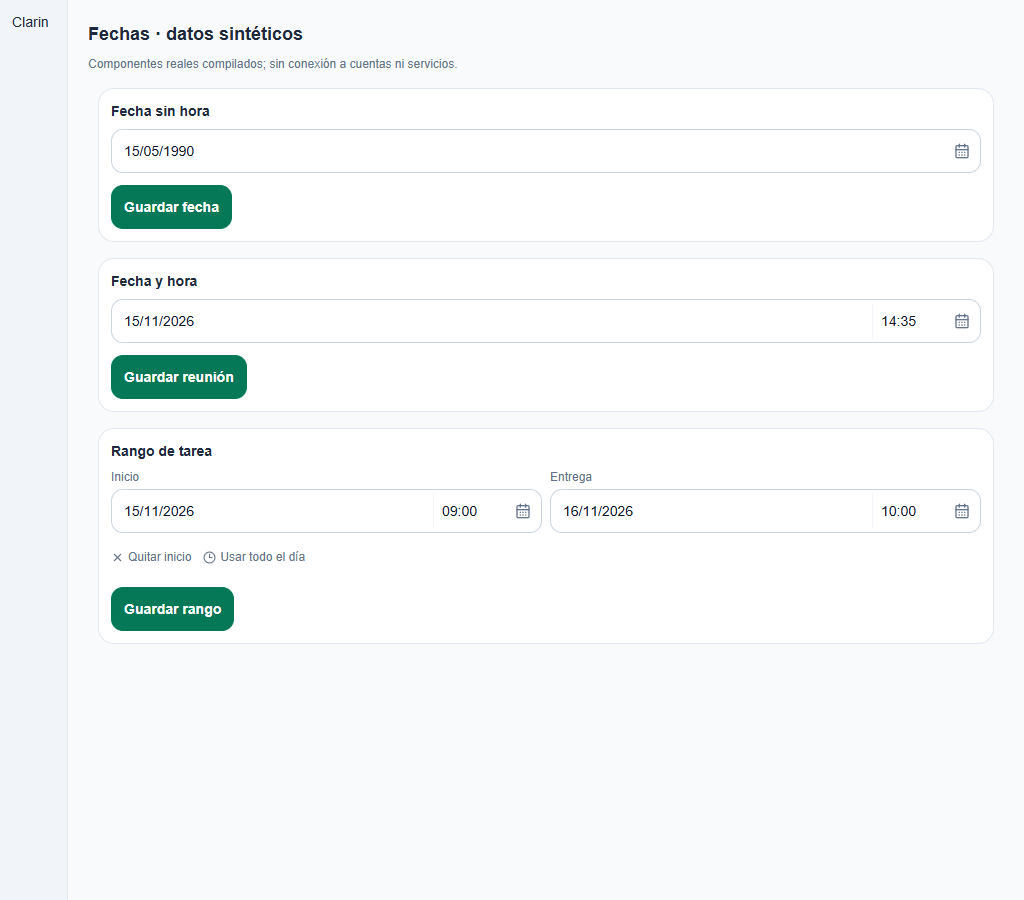 Clarin
Fechas · datos sintéticos
Componentes reales compilados; sin conexión a cuentas ni servicios.
Fecha sin hora
15/05/1990
Guardar fecha
Fecha y hora
15/11/2026 14:35
Guardar reunión
Rango de tarea
Inicio Entrega
15/11/2026 09:00 16/11/2026 10:00
Quitar inicio Usar todo el día
Guardar rango